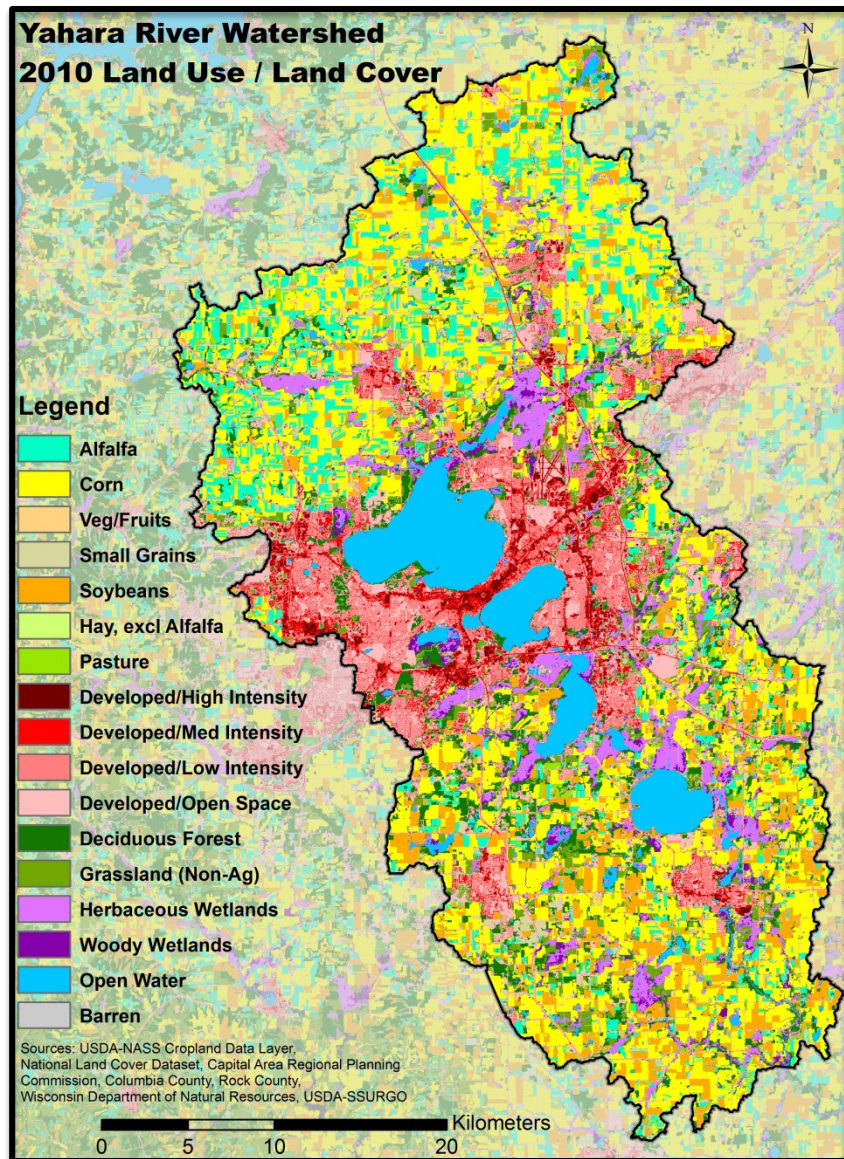 Yahara River Watershed
2010 Land Use / Land Cover
N
Legend
Alfalfa
Corn
Veg/Fruits
Small Grains
Soybeans
Hay, excl Alfalfa
Pasture
Developed/High Intensity
Developed/Med Intensity
Developed/Low Intensity
Developed/Open Space
Deciduous Forest
Grassland (Non-Ag)
Herbaceous Wetlands
Woody Wetlands
Open Water
Barren
Sources: USDA-NASS Cropland Data Layer,
National Land Cover Dataset, Capital Area Regional Planning
Commission, Columbia County, Rock County,
Wisconsin Department of Natural Resources, USDA-SSURGO
Kilometers
0 5 10 20